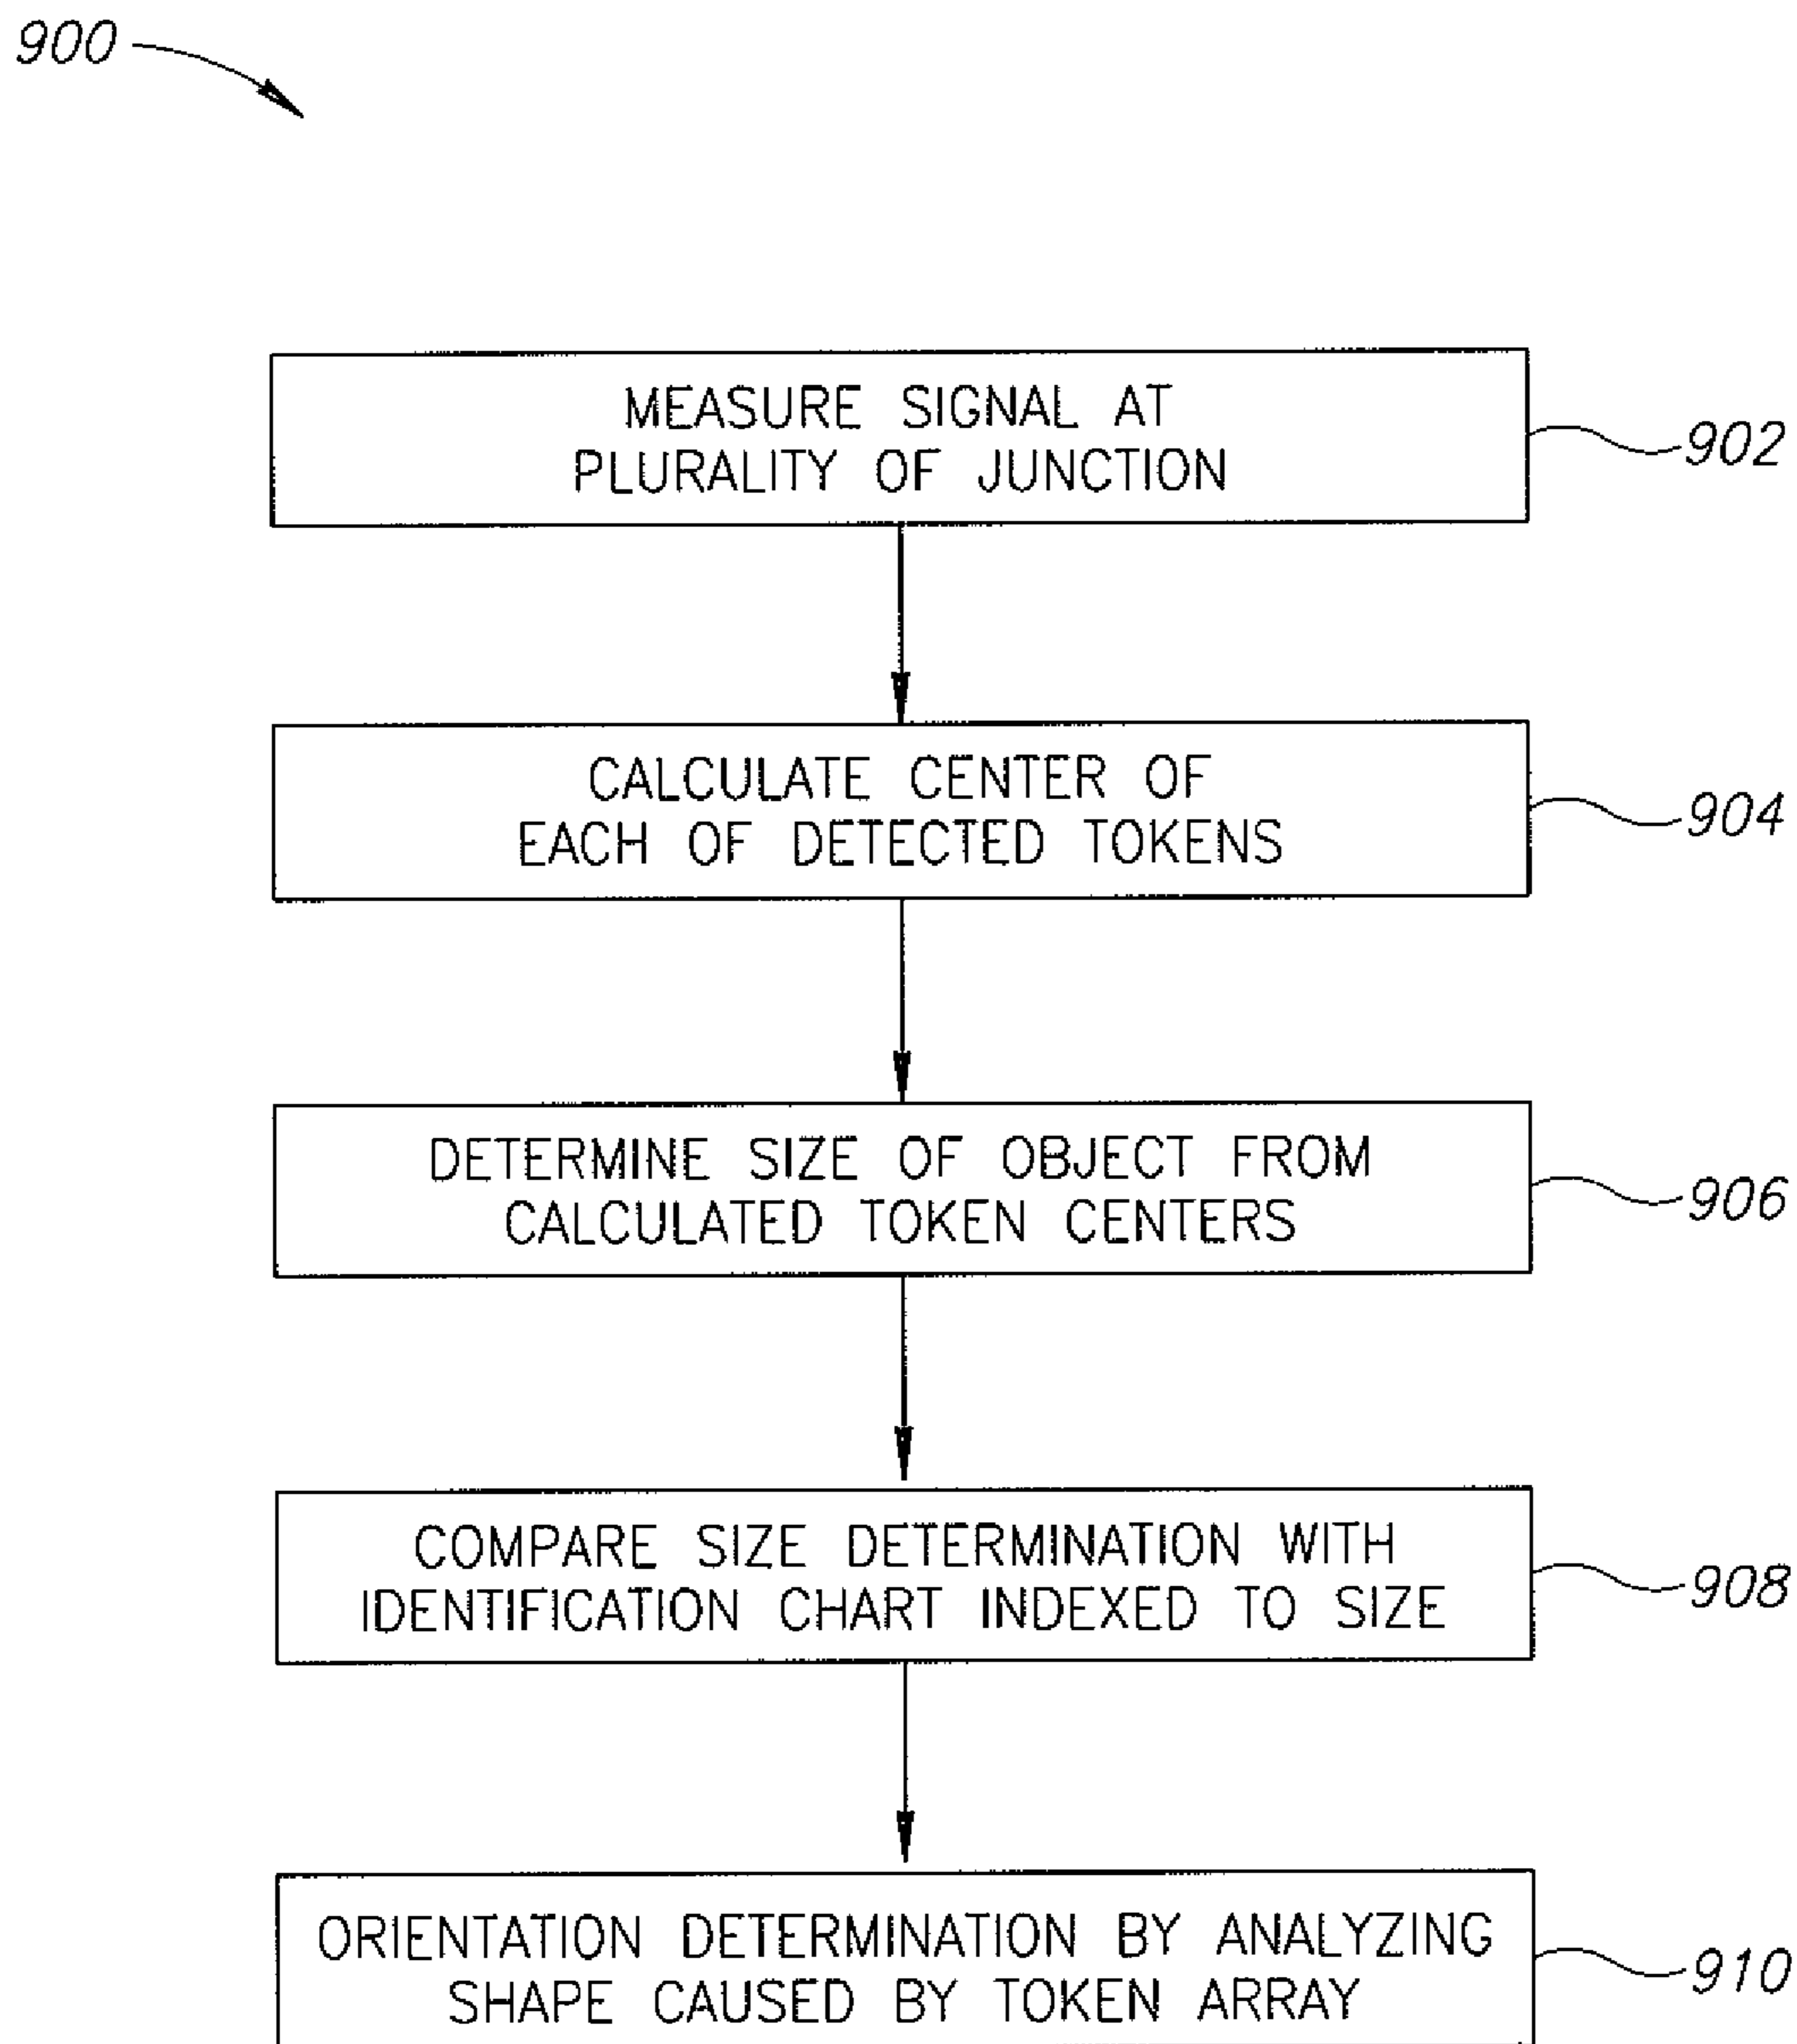 900
MEASURE SIGNAL AT
PLURALITY OF JUNCTION
902
CALCULATE CENTER OF
EACH OF DETECTED TOKENS
904
DETERMINE SIZE OF OBJECT FROM
CALCULATED TOKEN CENTERS
906
COMPARE SIZE DETERMINATION WITH
IDENTIFICATION CHART INDEXED TO SIZE
908
ORIENTATION DETERMINATION BY ANALYZING
SHAPE CAUSED BY TOKEN ARRAY
910